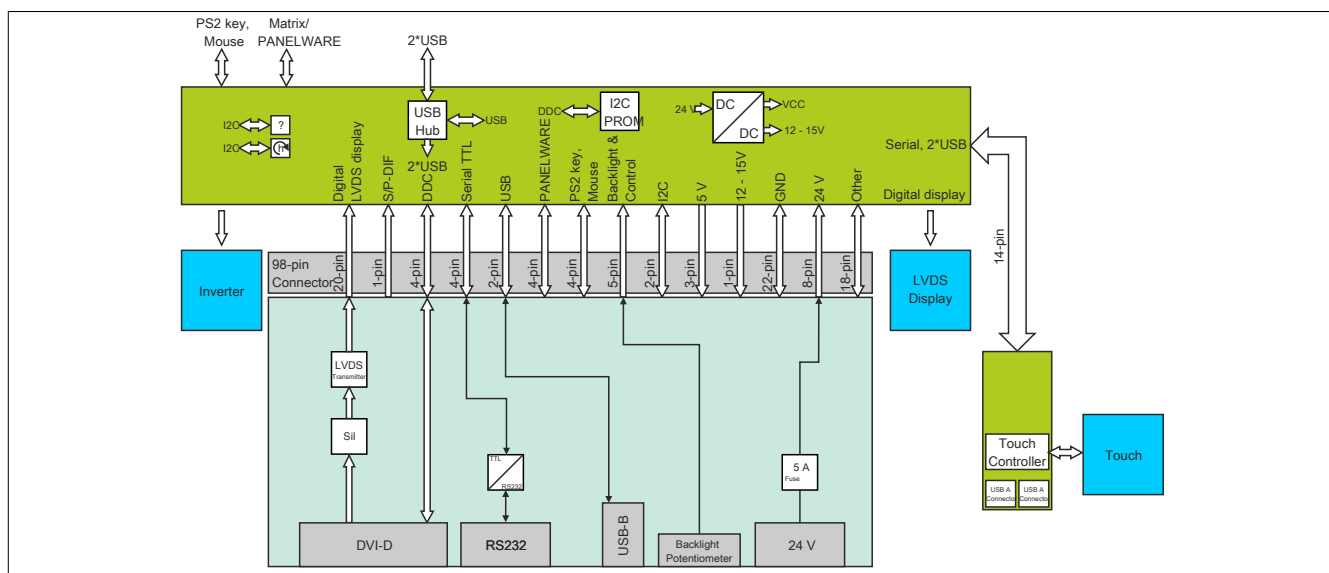 PS2 key,
Mouse
Matrix/
PANELWARE
2*USB
I2C
?
I2C
USB
Hub
USB
2*USB
DDC
I2C
PROM
24 V
DC
DC
VCC
12 - 15V
Serial, 2*USB
Digital display
Digital
LVDS display
S/P-DIF
DDC
Serial TTL
USB
PANELWARE
PS2 key,
Mouse
Backlight &
Control
I2C
5 V
12 - 15V
GND
24 V
Other
98-pin
Connector
20-pin
1-pin
4-pin
4-pin
2-pin
4-pin
4-pin
5-pin
2-pin
3-pin
1-pin
22-pin
8-pin
18-pin
14-pin
Inverter
LVDS
Display
LVDS
Transmitter
Sil
TTL
RS232
5 A
Fuse
DVI-D
RS232
USB-B
Backlight
Potentiometer
24 V
Touch
Controller
USB A
Connector
USB A
Connector
Touch